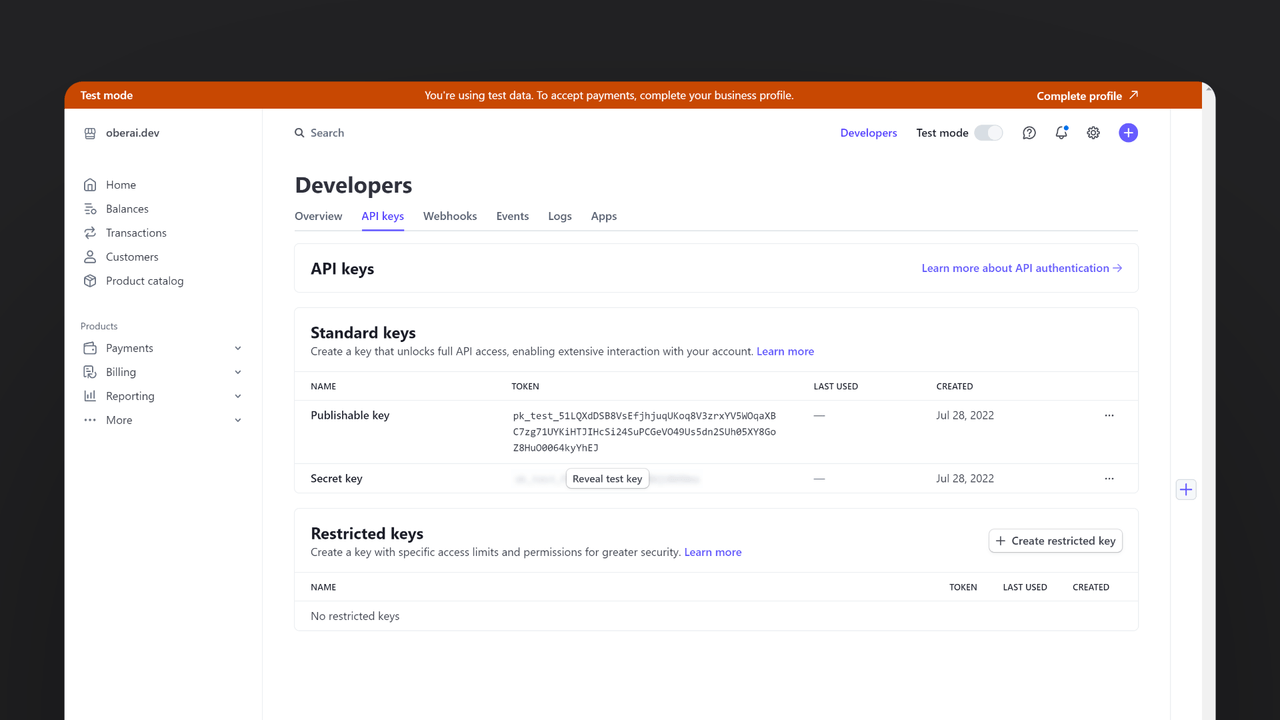 Test mode
You're using test data. To accept payments, complete your business profile.
Complete profile
oberai.dev
Search
Developers
Test mode
Home
Balances
Transactions
Customers
Product catalog
Products
Payments
Billing
Reporting
More
Developers
Overview API keys Webhooks Events Logs Apps
API keys
Learn more about API authentication
Standard keys
Create a key that unlocks full API access, enabling extensive interaction with your account. Learn more
NAME TOKEN LAST USED CREATED
Publishable key pk_test_51LQXdDSB8VsEfjhjuqUKoq8V3zrxYV5WOqaXB — Jul 28, 2022
C7zg71UYKiHTJIHcSi24SuPCGeVO49Us5dn2SUh05XY8Go
Z8HuO0064kyYhEJ
Secret key Reveal test key — Jul 28, 2022
Restricted keys
Create a key with specific access limits and permissions for greater security. Learn more
Create restricted key
NAME TOKEN LAST USED CREATED
No restricted keys